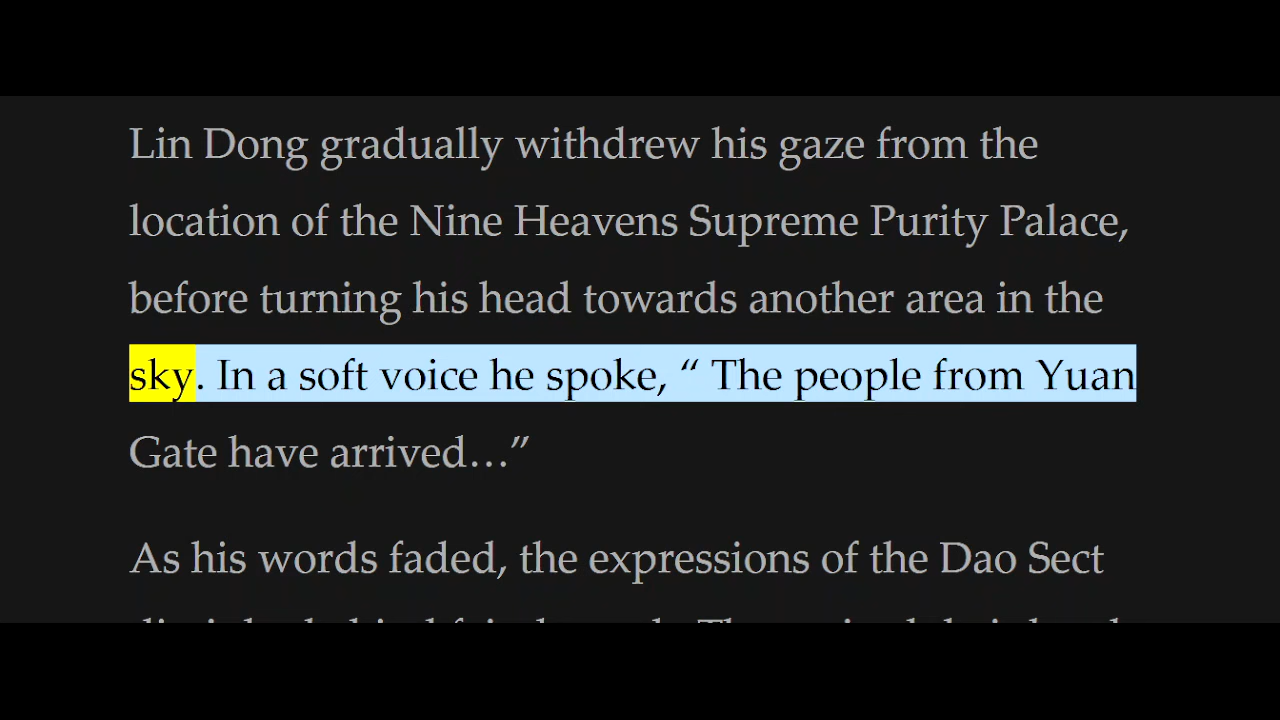 Lin Dong gradually withdrew his gaze from the
location of the Nine Heavens Supreme Purity Palace,
before turning his head towards another area in the
sky. In a soft voice he spoke, “ The people from Yuan
Gate have arrived…”
As his words faded, the expressions of the Dao Sect